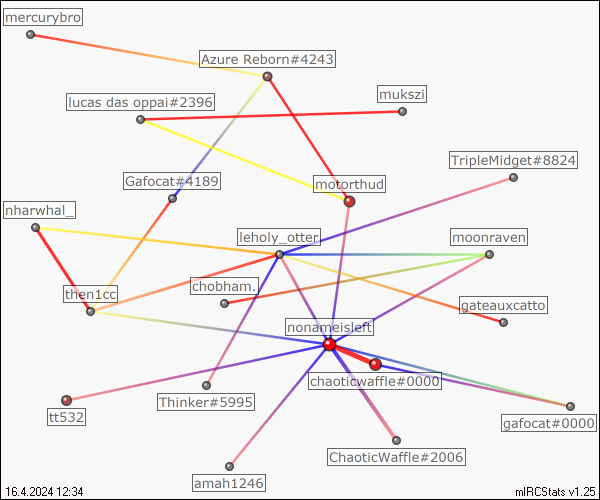 mercurybro
Azure Reborn#4243
lucas das oppai#2396
mukszi
TripleMidget#8824
Gafocat#4189
motorthud
nharwhal_
leholy_otter
moonraven
chobham.
then1cc
gateauxcatto
nonameisleft
chaoticwaffle#0000
Thinker#5995
tt532
gafocat#0000
ChaoticWaffle#2006
amah1246
16.4.2024 12:34
mIRCStats v1.25